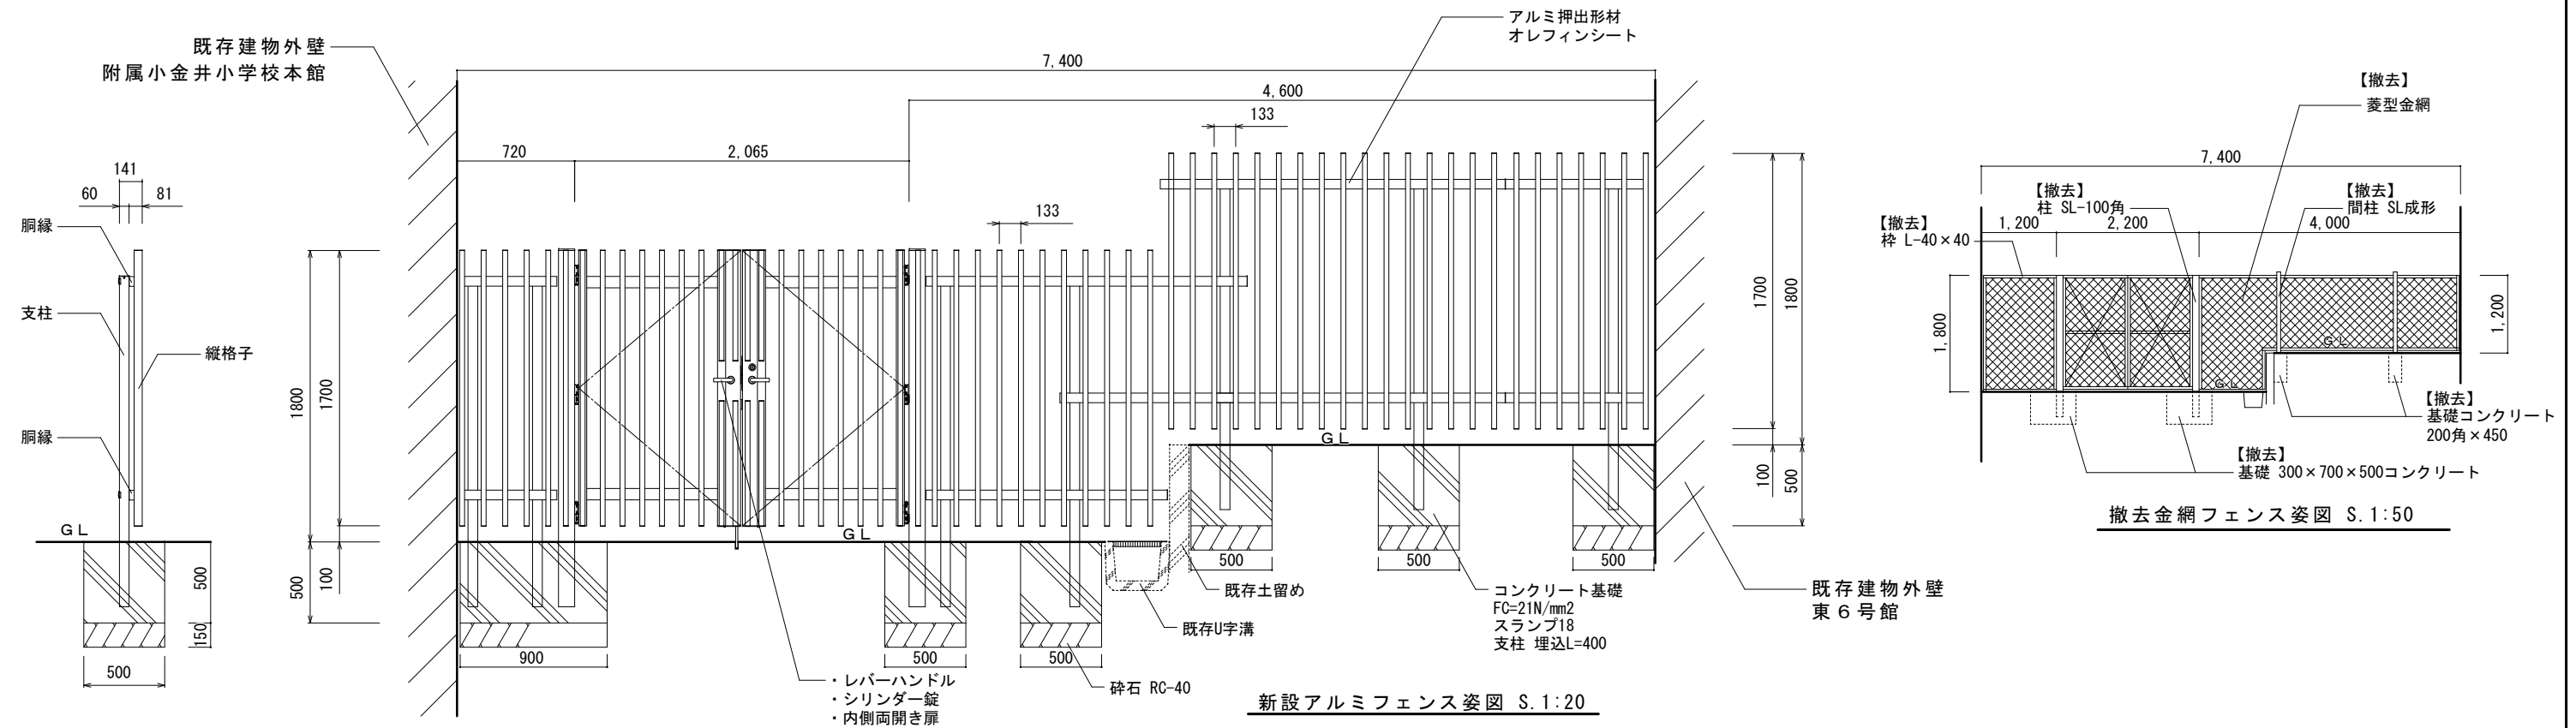 既存建物外壁
附属小金井小学校本館
アルミ押出形材
オレフィンシート
7,400
4,600
133
720
2,065
133
141
60
81
胴縁
支柱
縦格子
胴縁
GL
500
150
500
1800
1700
500
100
GL
GL
1700
1800
100
500
900
500
500
500
500
500
・レバーハンドル
・シリンダー錠
・内側両開き扉
砕石 RC-40
既存U字溝
既存土留め
コンクリート基礎
FC=21N/mm2
スランプ18
支柱 埋込L=400
既存建物外壁
東6号館
新設アルミフェンス姿図 S.1:20
【撤去】
菱型金網
7,400
【撤去】
柱 SL-100角
【撤去】
間柱 SL成形
【撤去】
枠 L-40×40
1,200
2,200
4,000
1,800
1,200
GL
GL
【撤去】
基礎コンクリート
200角×450
【撤去】
基礎 300×700×500コンクリート
撤去金網フェンス姿図 S.1:50